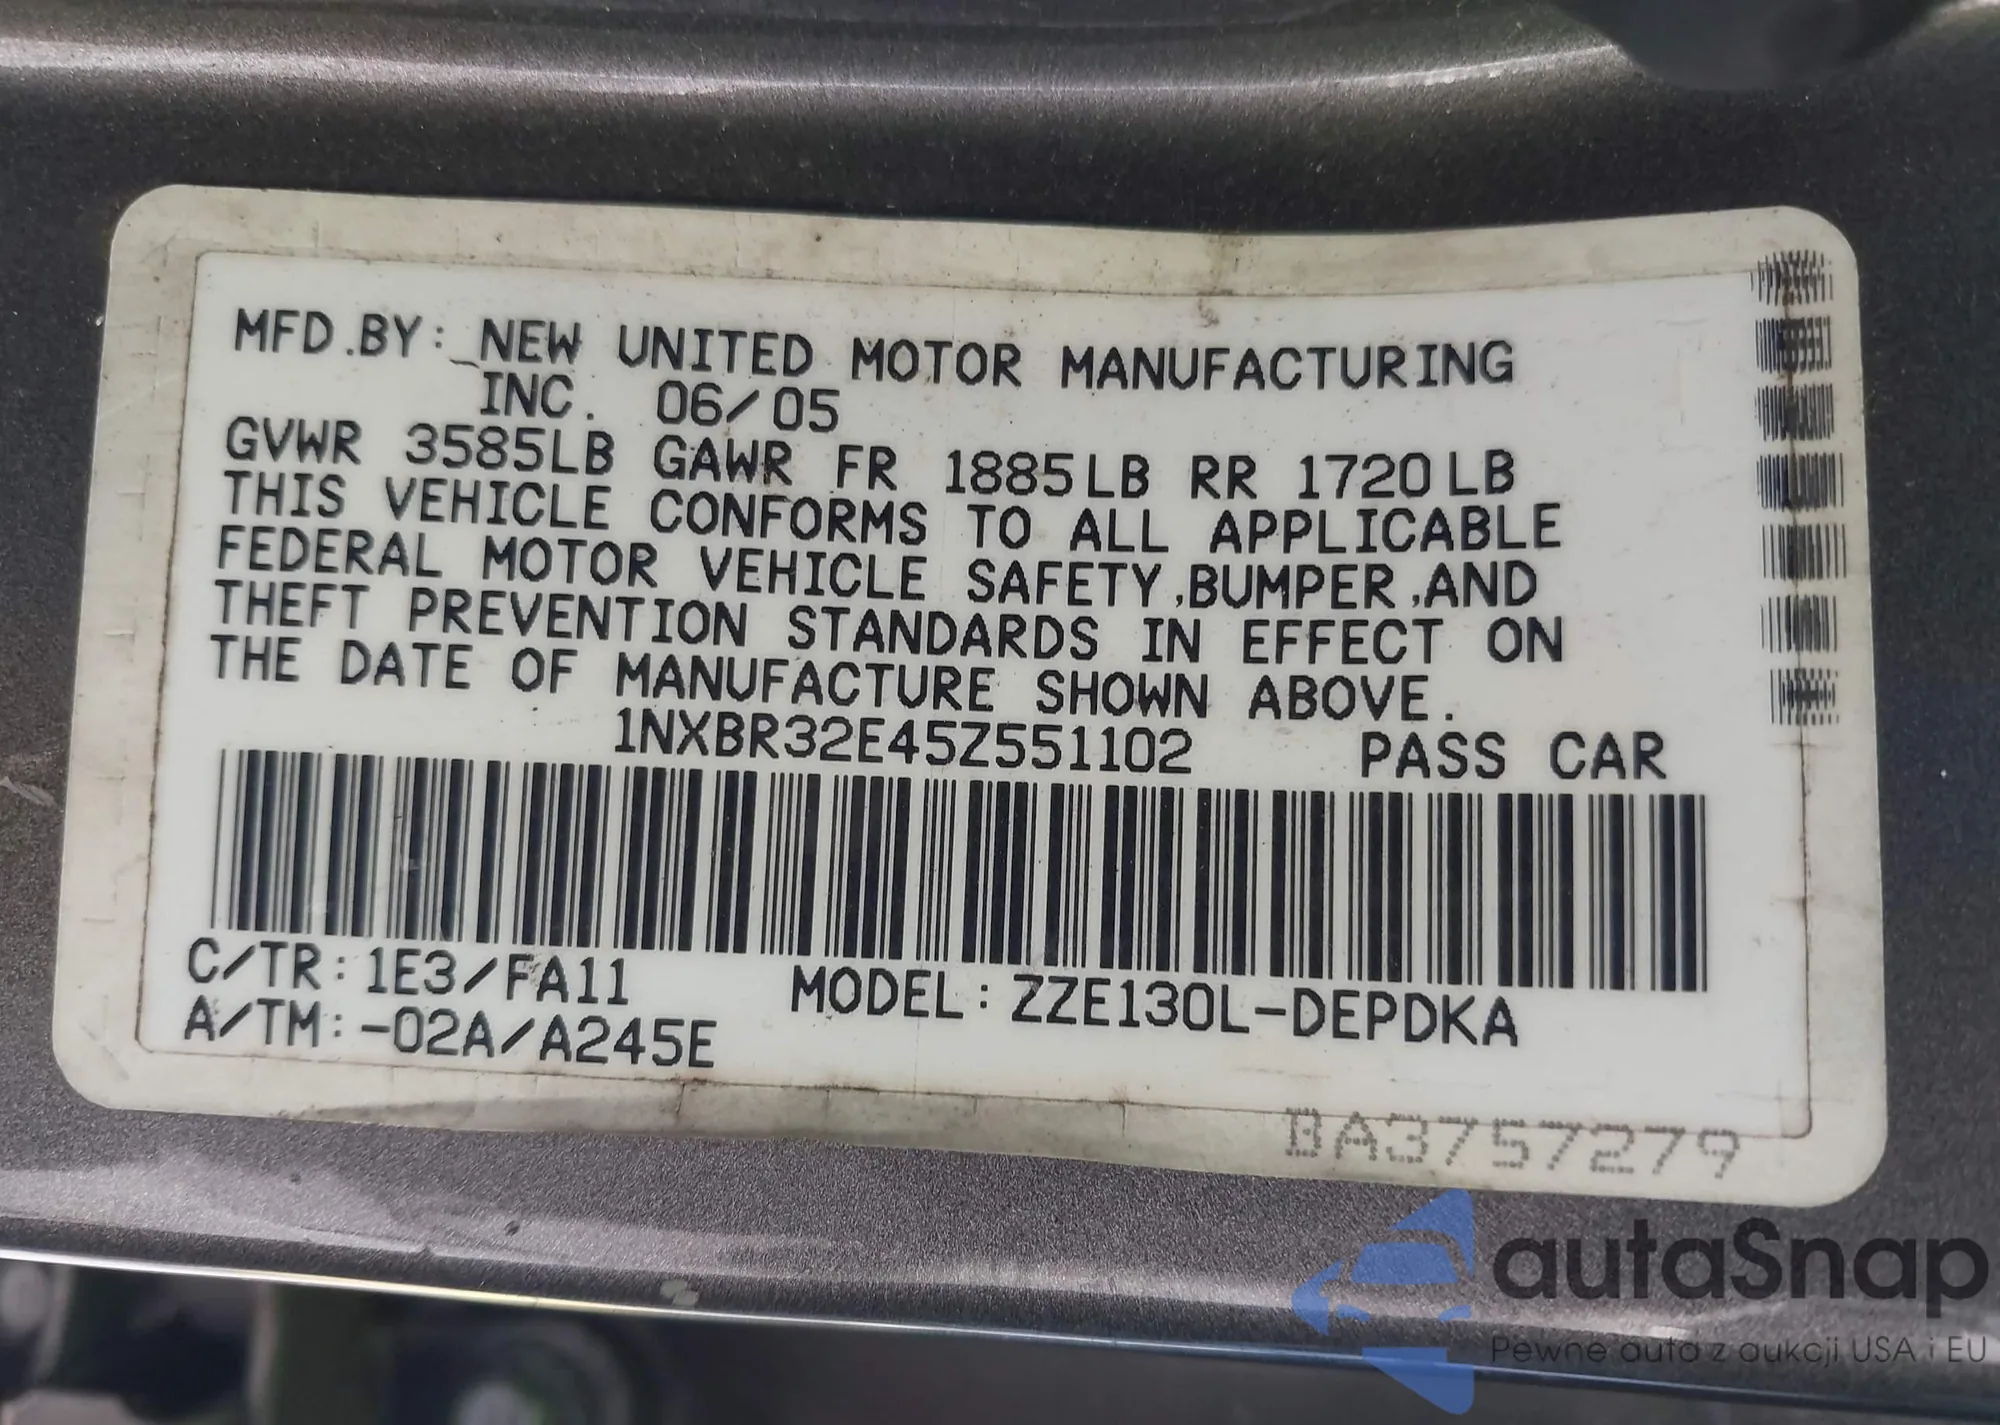 MFD.BY: NEW UNITED MOTOR MANUFACTURING
INC. 06/05
GVWR 3585LB GAWR FR 1885LB RR 1720LB
THIS VEHICLE CONFORMS TO ALL APPLICABLE
FEDERAL MOTOR VEHICLE SAFETY,BUMPER,AND
THEFT PREVENTION STANDARDS IN EFFECT ON
THE DATE OF MANUFACTURE SHOWN ABOVE.
1NXBR32E45Z551102 PASS CAR
C/TR:1E3/FA11 MODEL:ZZE130L-DEPDKA
A/TM:-02A/A245E
BA3757279
autaSnap
Pewne auta z aukcji USA i EU